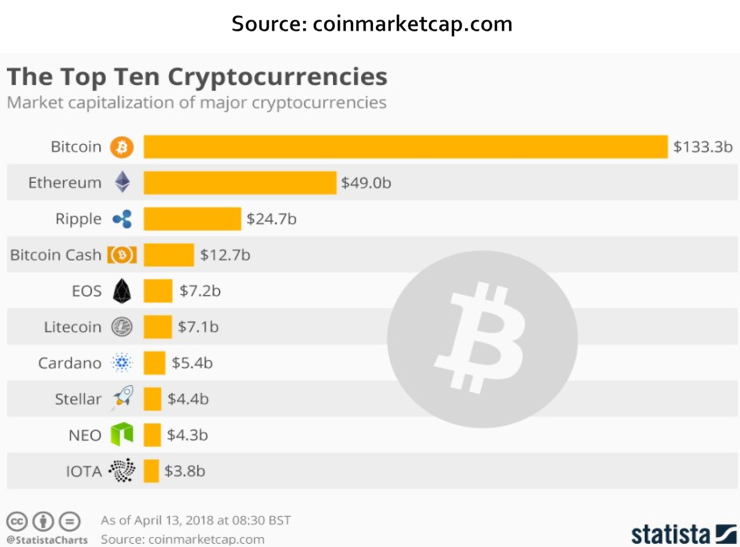 Source: coinmarketcap.com
The Top Ten Cryptocurrencies
Market capitalization of major cryptocurrencies
Bitcoin $133.3b
Ethereum $49.0b
Ripple $24.7b
Bitcoin Cash $12.7b
EOS $7.2b
Litecoin $7.1b
Cardano $5.4b
Stellar $4.4b
NEO $4.3b
IOTA $3.8b
As of April 13, 2018 at 08:30 BST
@StatistaCharts Source: coinmarketcap.com
statista